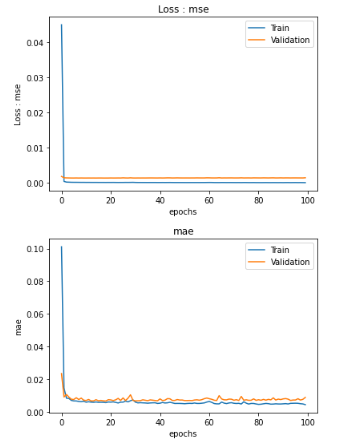 Loss : mse
Train
Validation
0.04
0.03
0.02
0.01
0.00
Loss : mse
0 20 40 60 80 100
epochs
mae
Train
Validation
0.10
0.08
0.06
0.04
0.02
0.00
mae
0 20 40 60 80 100
epochs